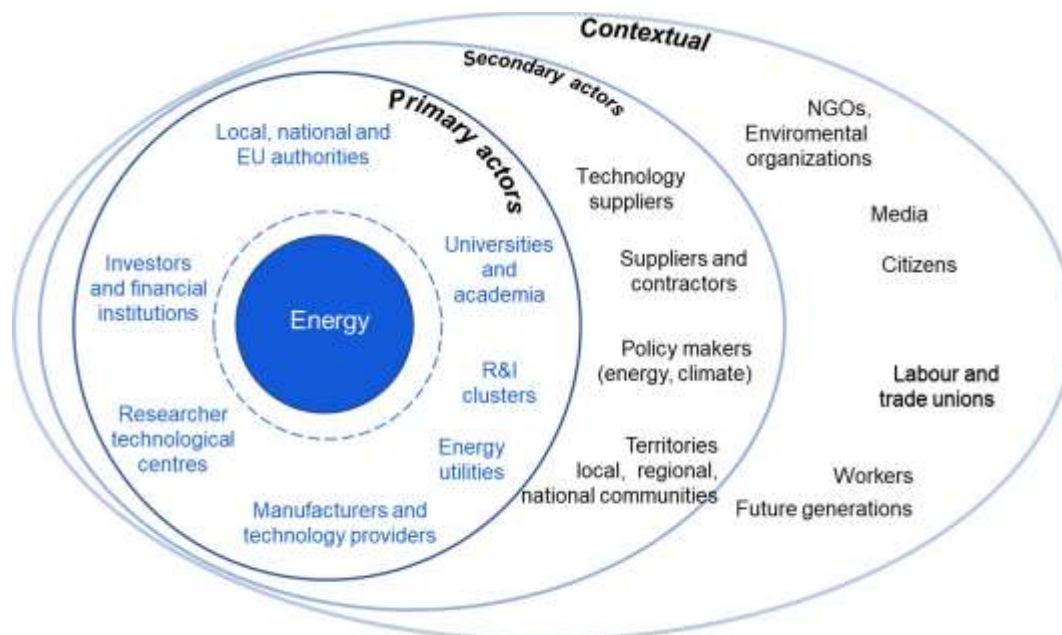 Contextual
Secondary actors
Primary actors
Local, national and
EU authorities
Investors
and financial
institutions
Energy
Universities
and
academia
R&I
clusters
Researcher
technological
centres
Energy
utilities
Manufacturers and
technology providers
Technology
suppliers
Suppliers and
contractors
Policy makers
(energy, climate)
Territories
local, regional,
national communities
NGOs,
Enviromental
organizations
Media
Citizens
Labour and
trade unions
Workers
Future generations